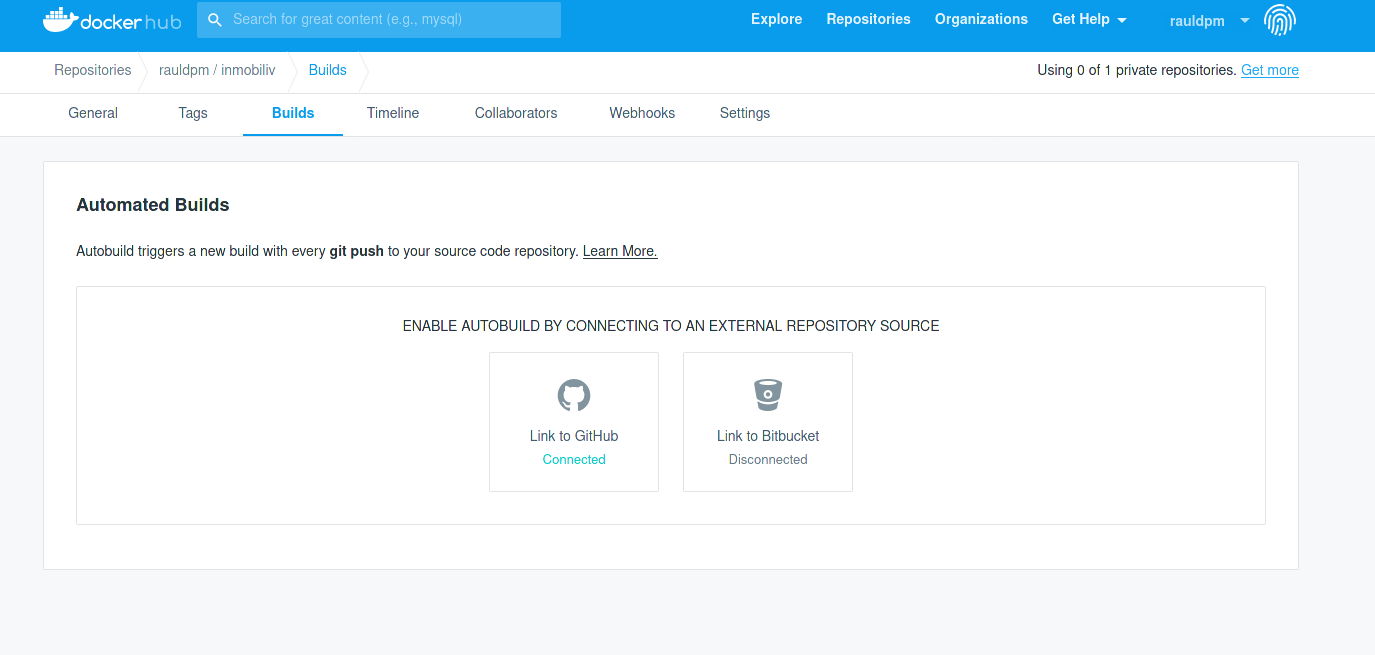 docker hub
Search for great content (e.g., mysql)
Explore
Repositories
Organizations
Get Help
rauldpm
Repositories
rauldpm / inmobiliv
Builds
Using 0 of 1 private repositories. Get more
General
Tags
Builds
Timeline
Collaborators
Webhooks
Settings
Automated Builds
Autobuild triggers a new build with every git push to your source code repository. Learn More.
ENABLE AUTOBUILD BY CONNECTING TO AN EXTERNAL REPOSITORY SOURCE
Link to GitHub
Connected
Link to Bitbucket
Disconnected